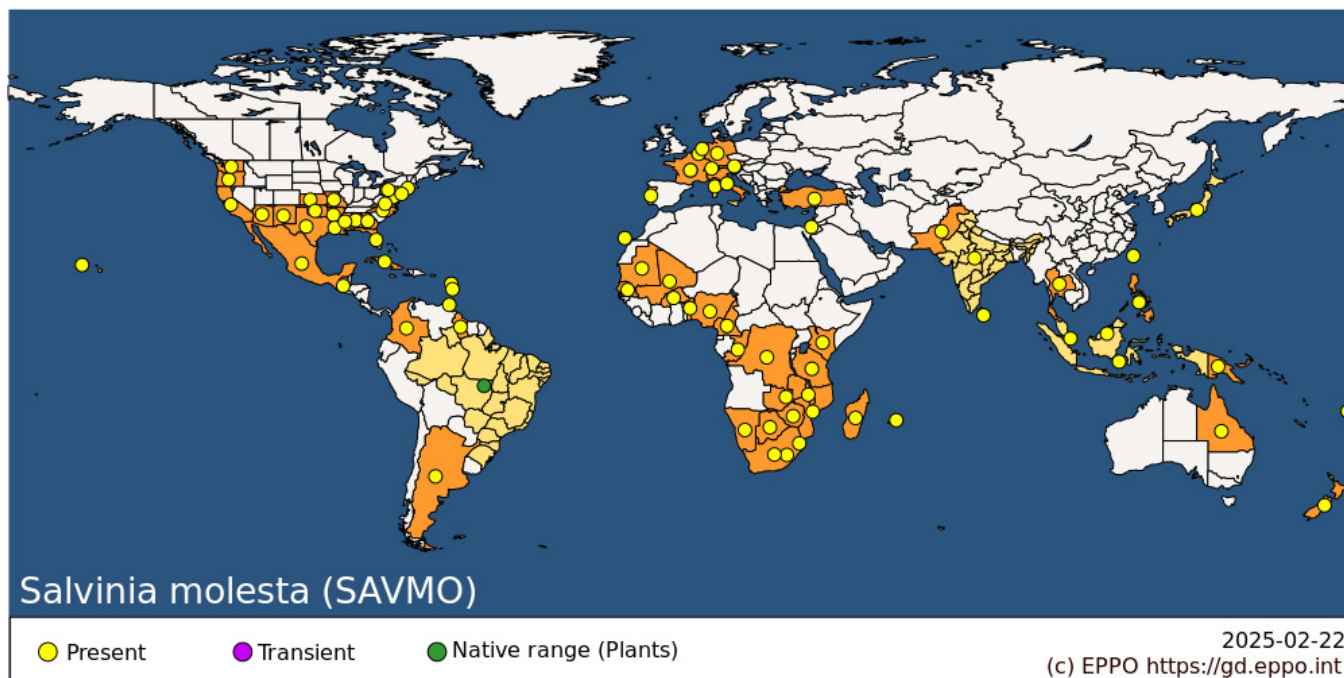 Salvinia molesta (SAVMO)
Present
Transient
Native range (Plants)
2025-02-22
(c) EPPO https://gd.eppo.int